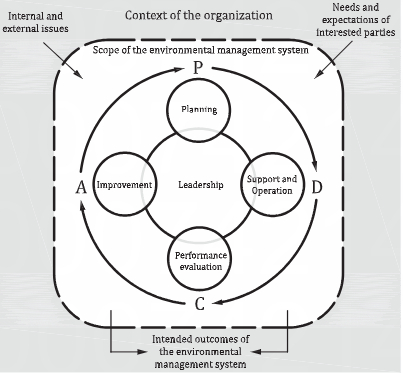 Internal and
external issues
Context of the organization
Needs and
expectations of
interested parties
Scope of the environmental management system
P
Planning
A
Improvement
Leadership
Support and
Operation
D
Performance
evaluation
C
Intended outcomes of
the environmental
management system